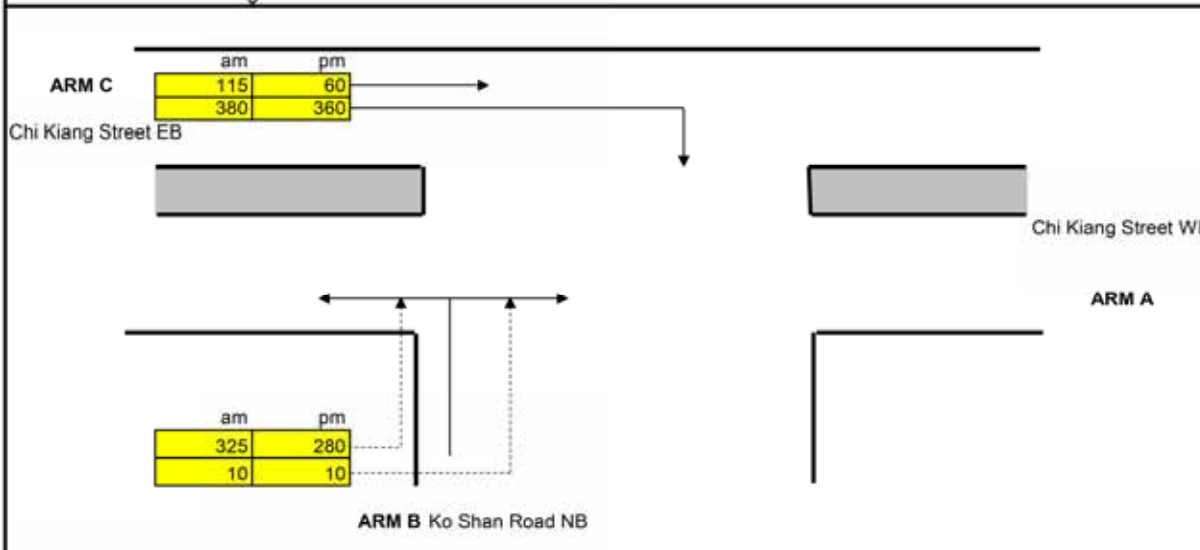 am pm
ARM C 115 60
380 360
Chi Kiang Street EB
Chi Kiang Street
ARM A
am pm
325 280
10 10
ARM B Ko Shan Road NB